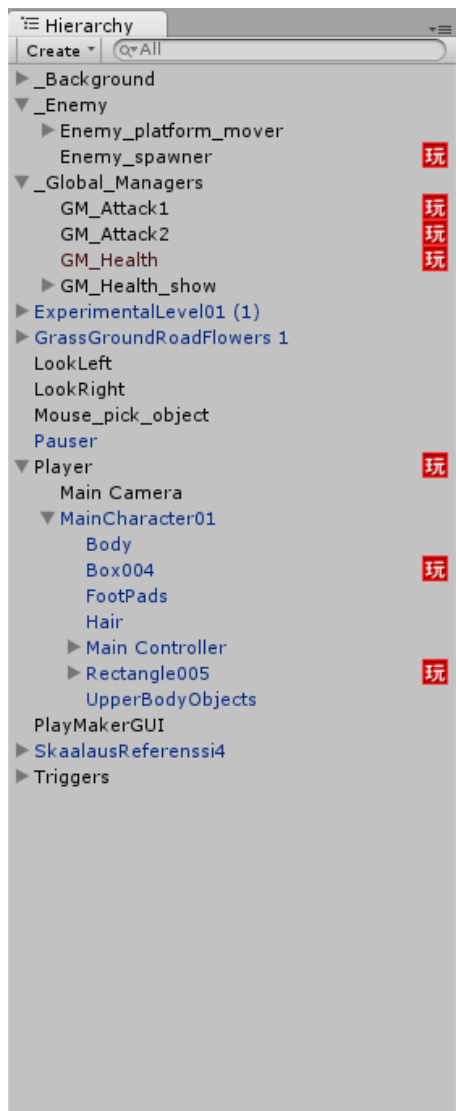 Hierarchy
Create All
_Background
_Enemy
Enemy_platform_mover
Enemy_spawner 玩
_Global_Managers
GM_Attack1 玩
GM_Attack2 玩
GM_Health 玩
GM_Health_show
ExperimentalLevel01 (1)
GrassGroundRoadFlowers 1
LookLeft
LookRight
Mouse_pick_object
Pauser
Player 玩
Main Camera
MainCharacter01
Body
Box004 玩
FootPads
Hair
Main Controller
Rectangle005 玩
UpperBodyObjects
PlayMakerGUI
SkaalausReferenssi4
Triggers